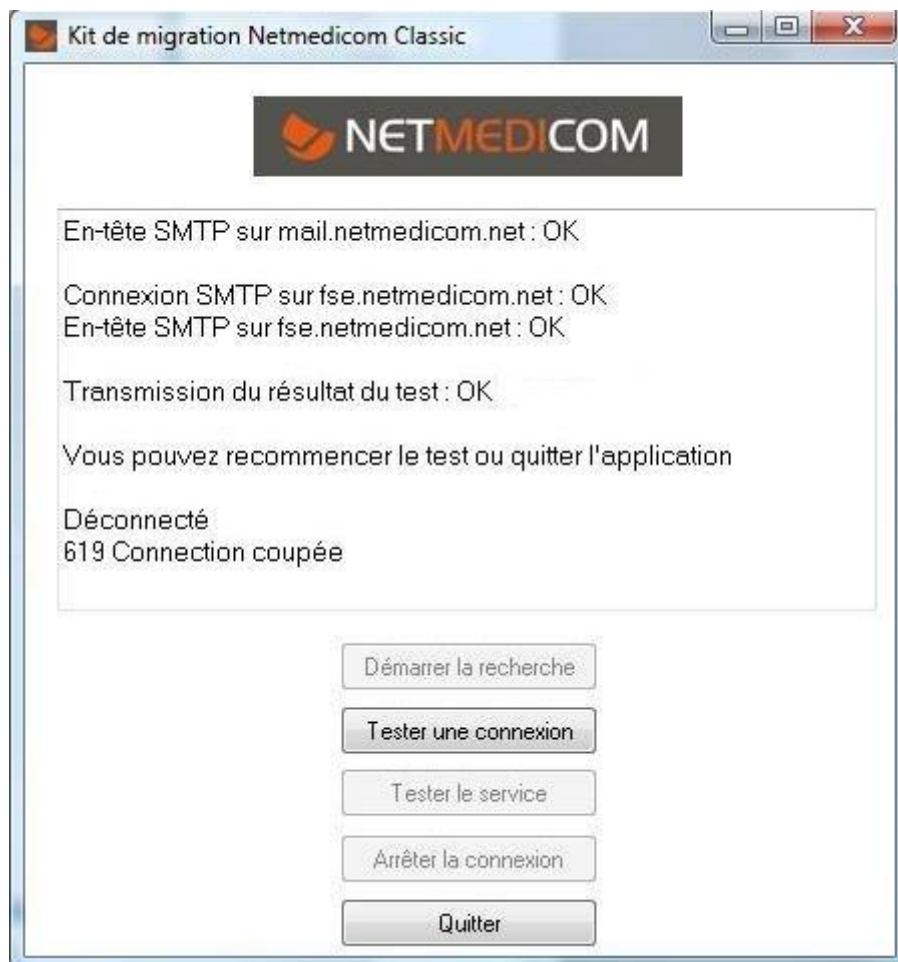 Kit de migration Netmedicom Classic
NETMEDICOM
En-tête SMTP sur mail.netmedicom.net : OK
Connexion SMTP sur fse.netmedicom.net : OK
En-tête SMTP sur fse.netmedicom.net : OK
Transmission du résultat du test : OK
Vous pouvez recommencer le test ou quitter l'application
Déconnecté
619 Connection coupée
Démarrer la recherche
Tester une connexion
Tester le service
Arrêter la connexion
Quitter